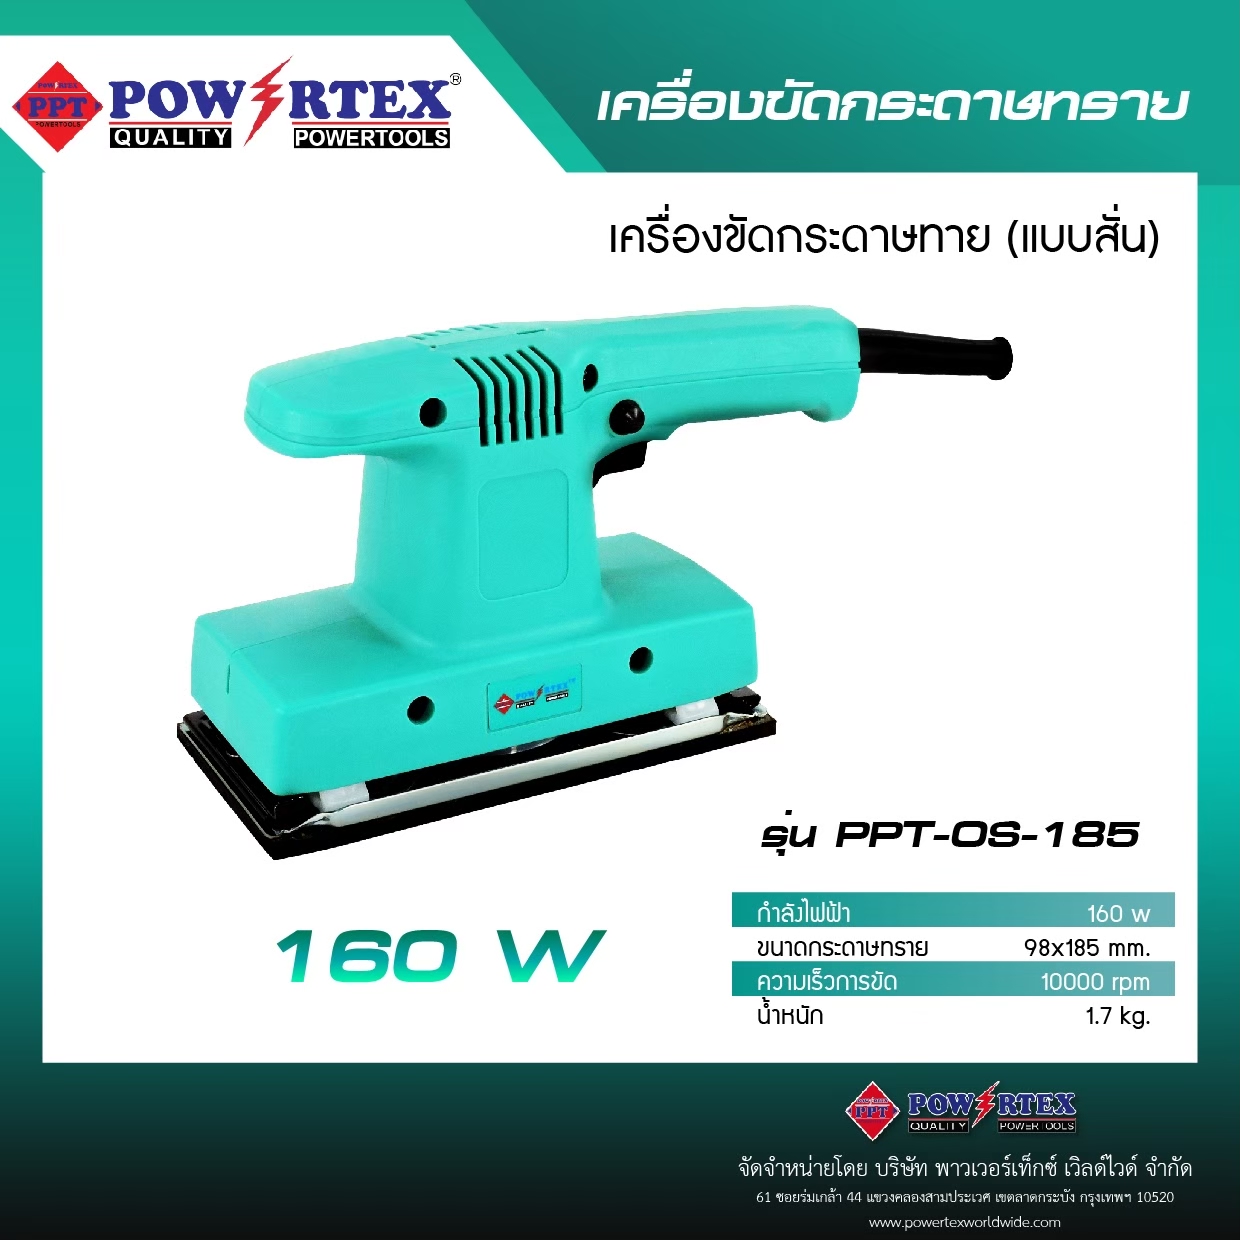 PPT
POWERTOOLS
POWERTEX®
QUALITY POWERTOOLS
เครื่องขัดกระดาษทราย
เครื่องขัดกระดาษทาย (แบบสั่น)
POWERTEX
รุ่น PPT-OS-185
160 W
กำลังไฟฟ้า 160 w
ขนาดกระดาษทราย 98x185 mm.
ความเร็วการขัด 10000 rpm
น้ำหนัก 1.7 kg.
PPT
POWERTEX
QUALITY POWERTOOLS
จัดจำหน่ายโดย บริษัท พาวเวอร์เท็กซ์ เวิลด์ไวด์ จำกัด
61 ซอยร่มเกล้า 44 แขวงคลองสามประเวศ เขตลาดกระบัง กรุงเทพฯ 10520
www.powertexworldwide.com